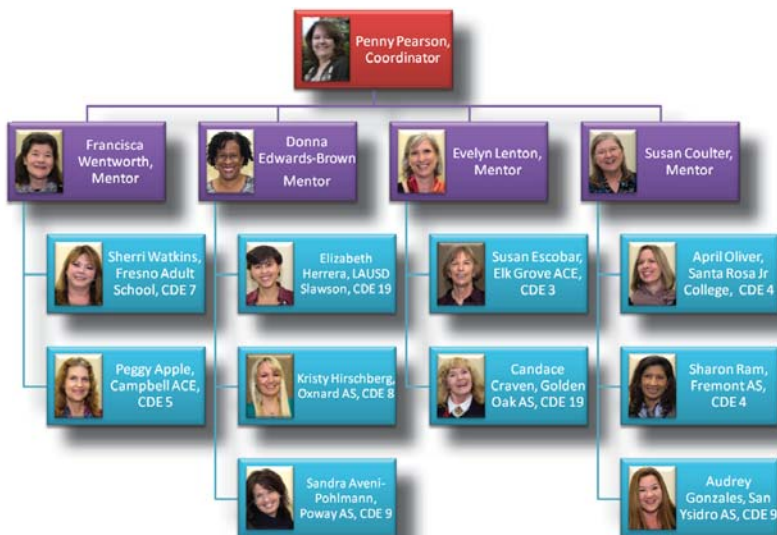 Penny Pearson,
Coordinator
Francisca
Wentworth,
Mentor
Donna
Edwards-Brown
Mentor
Evelyn Lenton,
Mentor
Susan Coulter,
Mentor
Sherri Watkins,
Fresno Adult
School, CDE 7
Elizabeth
Herrera, LAUSD
Slawson, CDE 19
Susan Escobar,
Elk Grove ACE,
CDE 3
April Oliver,
Santa Rosa Jr
College, CDE 4
Peggy Apple,
Campbell ACE,
CDE 5
Kristy Hirschberg,
Oxnard AS, CDE 8
Candace
Craven, Golden
Oak AS, CDE 19
Sharon Ram,
Fremont AS,
CDE 4
Sandra Aveni-
Pohlmann,
Poway AS, CDE 9
Audrey
Gonzales, San
Ysidro AS, CDE 9